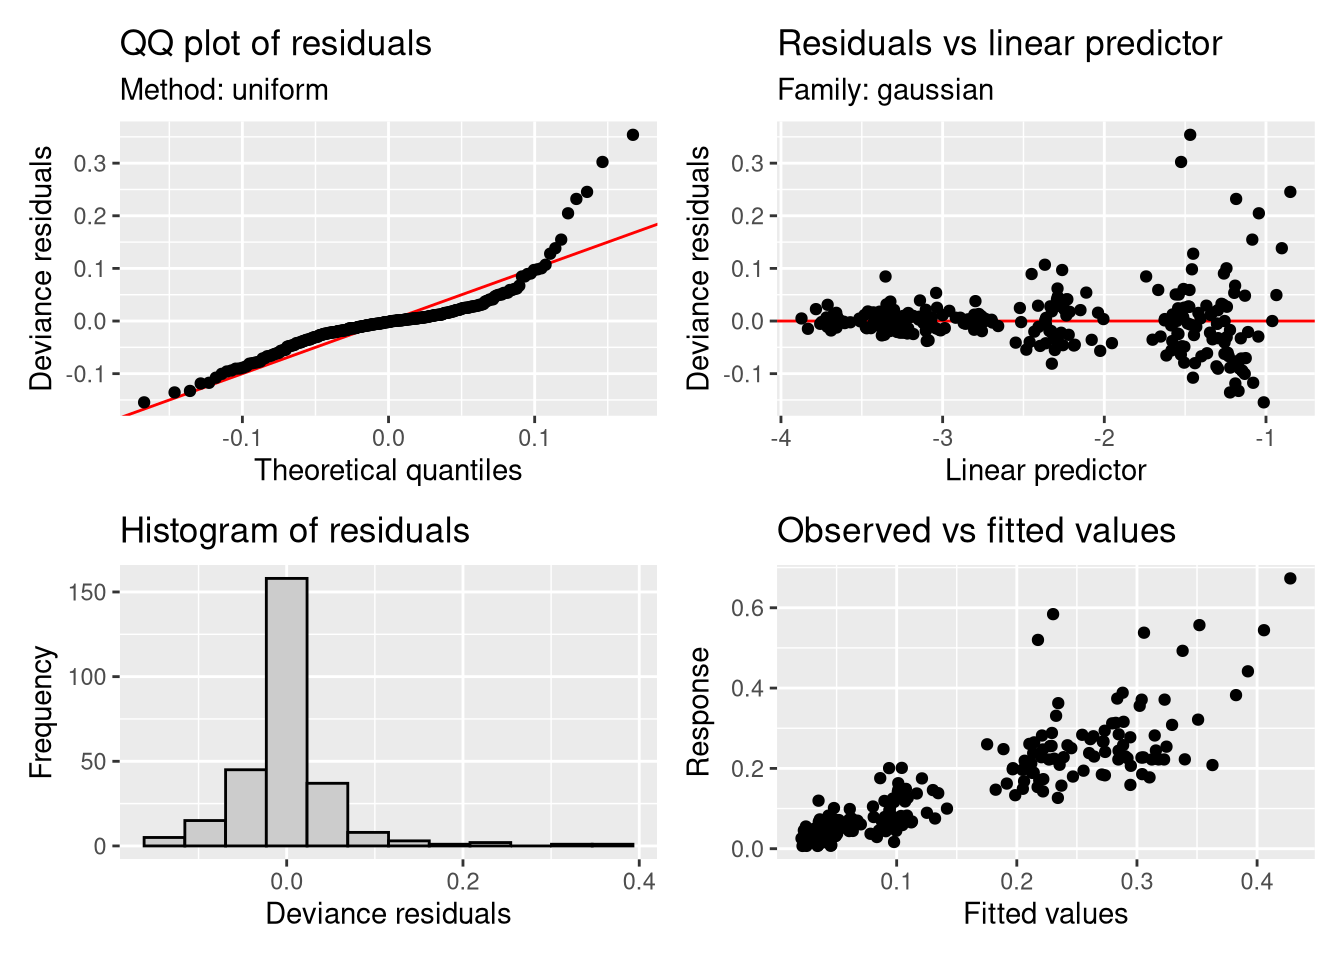 QQ plot of residuals
Method: uniform
Deviance residuals
0.3
0.2
0.1
0.0
-0.1
-0.1
0.0
0.1
Theoretical quantiles
Residuals vs linear predictor
Family: gaussian
Deviance residuals
0.3
0.2
0.1
0.0
-0.1
-4
-3
-2
-1
Linear predictor
Histogram of residuals
Frequency
150
100
50
0
0.0
0.2
0.4
Deviance residuals
Observed vs fitted values
Response
0.6
0.4
0.2
0.0
0.1
0.2
0.3
0.4
Fitted values